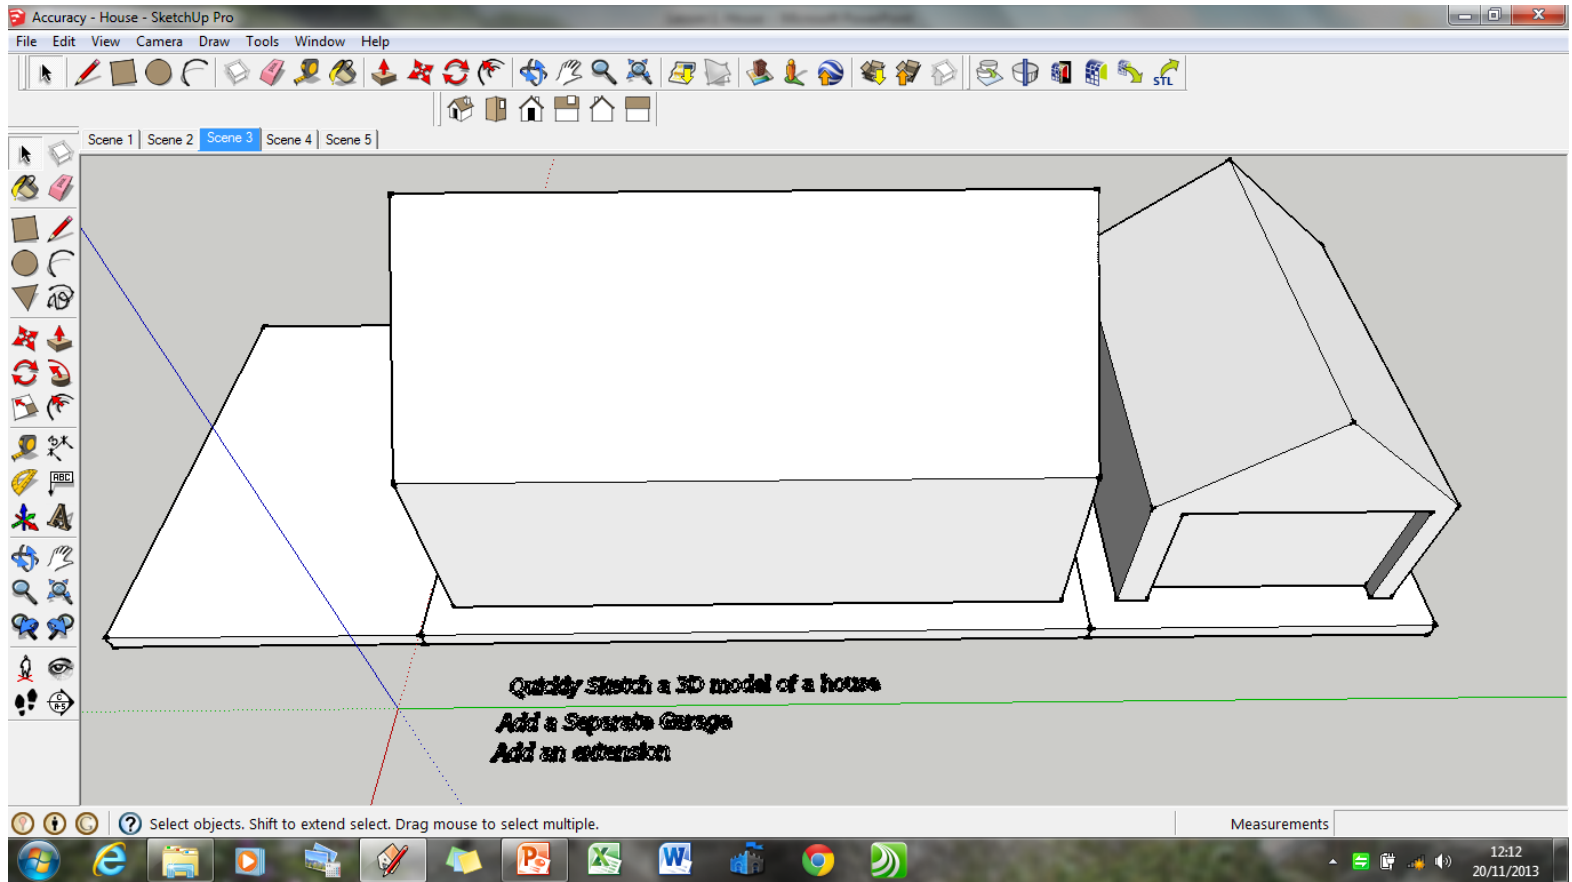 Accuracy - House - SketchUp Pro
File Edit View Camera Draw Tools Window Help
STL
Scene 1 Scene 2 Scene 3 Scene 4 Scene 5
ABC
Quickly Sketch a 3D model of a house
Add a Separate Garage
Add an extension
Select objects. Shift to extend select. Drag mouse to select multiple.
Measurements
12:12
20/11/2013